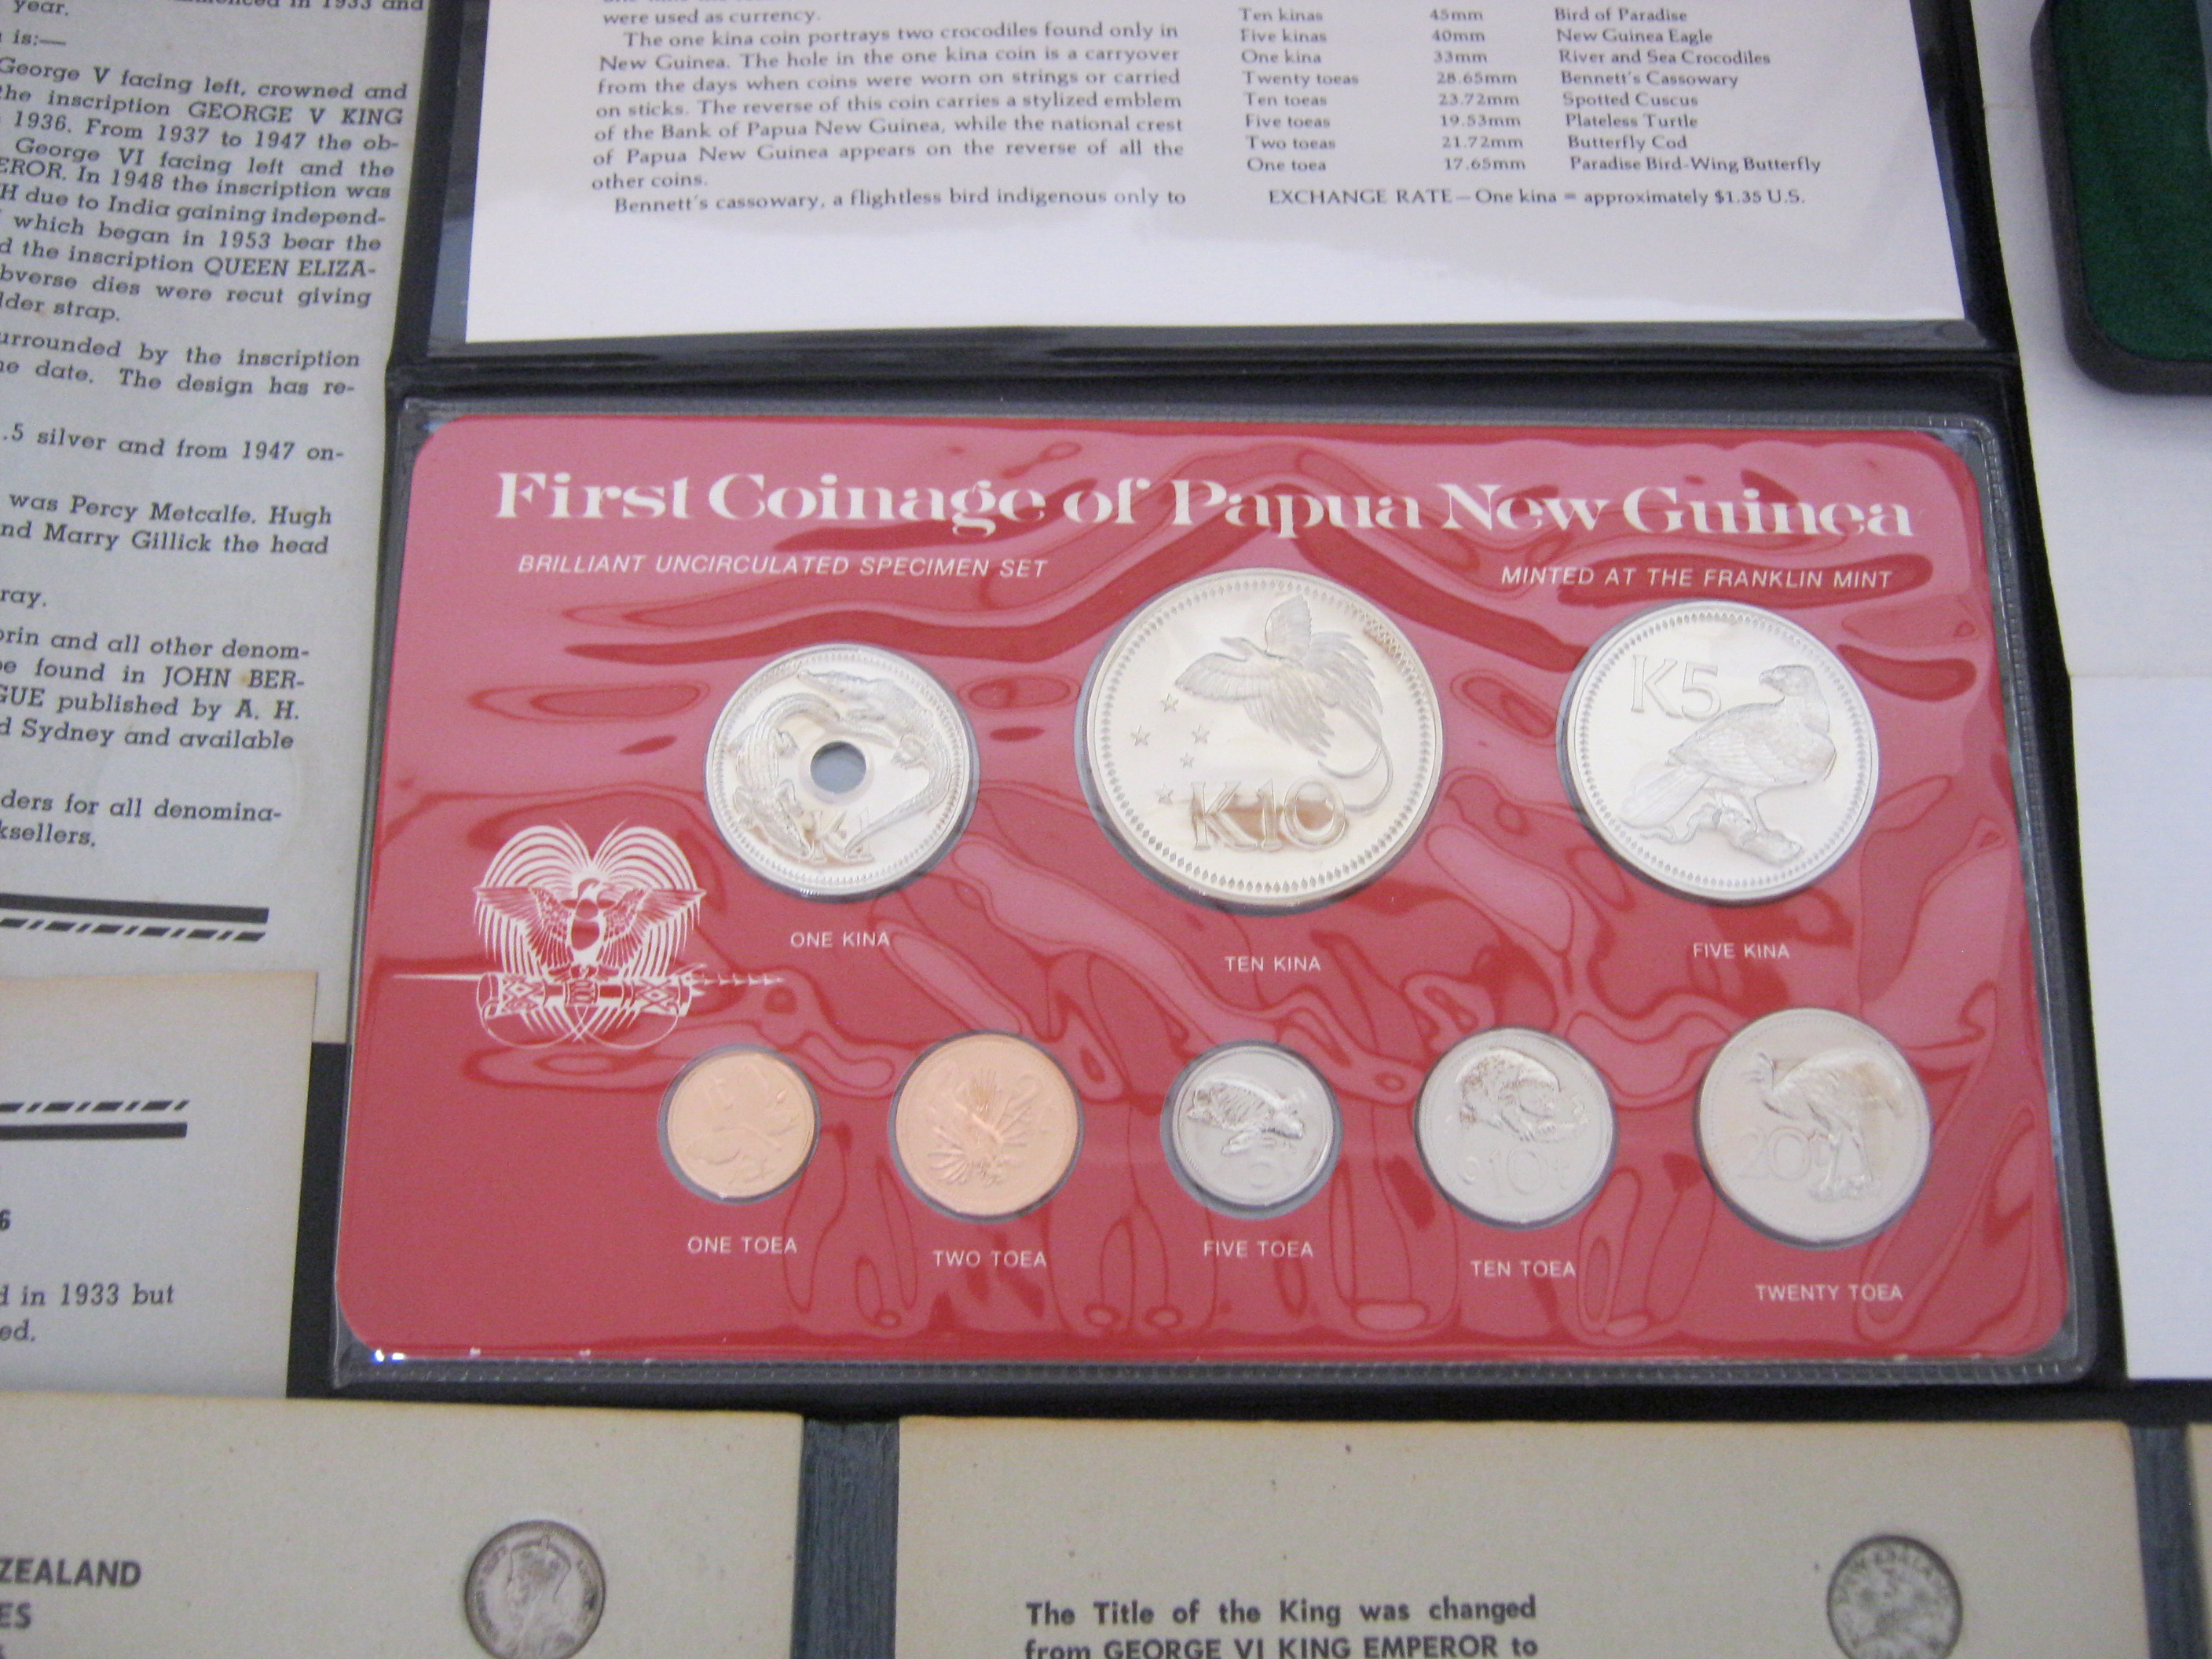 menced in 1933 and
year.
is:—
George V facing left, crowned and
the inscription GEORGE V KING
1936. From 1937 to 1947 the ob-
George VI facing left and the
EROR. In 1948 the inscription was
H due to India gaining independ-
which began in 1953 bear the
d the inscription QUEEN ELIZA-
bverse dies were recut giving
lder strap.
urrounded by the inscription
he date. The design has re-
.5 silver and from 1947 on-
was Percy Metcalfe. Hugh
nd Marry Gillick the head
ray.
orin and all other denom-
be found in JOHN BER-
GUE published by A. H.
d Sydney and available
ders for all denomina-
ksellers.
6
d in 1933 but
ed.
were used as currency.
The one kina coin portrays two crocodiles found only in
New Guinea. The hole in the one kina coin is a carryover
from the days when coins were worn on strings or carried
on sticks. The reverse of this coin carries a stylized emblem
of the Bank of Papua New Guinea, while the national crest
of Papua New Guinea appears on the reverse of all the
other coins.
Bennett's cassowary, a flightless bird indigenous only to
Ten kinas 45mm Bird of Paradise
Five kinas 40mm New Guinea Eagle
One kina 33mm River and Sea Crocodiles
Twenty toeas 28.65mm Bennett's Cassowary
Ten toeas 23.72mm Spotted Cuscus
Five toeas 19.53mm Plateless Turtle
Two toeas 21.72mm Butterfly Cod
One toea 17.65mm Paradise Bird-Wing Butterfly
EXCHANGE RATE—One kina = approximately $1.35 U.S.
First Coinage of Papua New Guinea
BRILLIANT UNCIRCULATED SPECIMEN SET
MINTED AT THE FRANKLIN MINT
K1
K10
K5
ONE KINA
TEN KINA
FIVE KINA
1t
2t
5t
10t
20t
ONE TOEA
TWO TOEA
FIVE TOEA
TEN TOEA
TWENTY TOEA
ZEALAND
ES
The Title of the King was changed
from GEORGE VI KING EMPEROR to